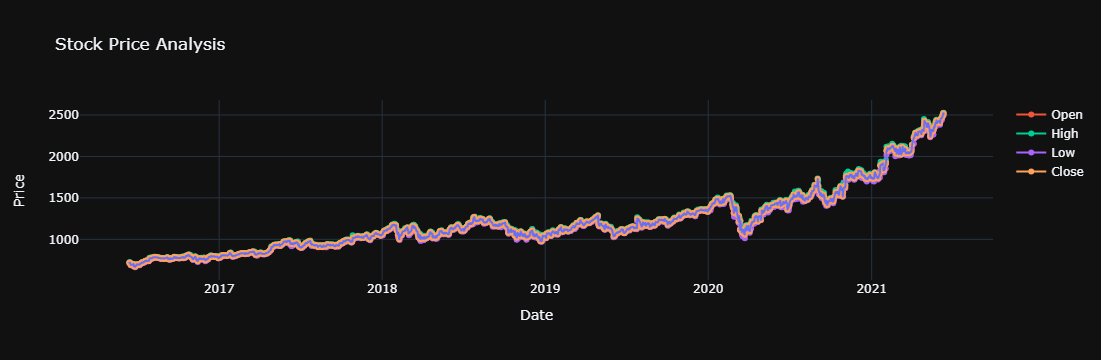 Stock Price Analysis
2500
2000
1500
1000
Price
2017
2018
2019
2020
2021
Date
Open
High
Low
Close